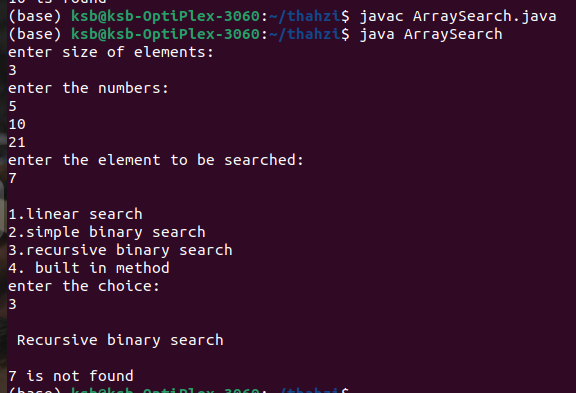 10 is found
(base) ksb@ksb-OptiPlex-3060:~/thahzi$ javac ArraySearch.java
(base) ksb@ksb-OptiPlex-3060:~/thahzi$ java ArraySearch
enter size of elements:
3
enter the numbers:
5
10
21
enter the element to be searched:
7
1.linear search
2.simple binary search
3.recursive binary search
4. built in method
enter the choice:
3
Recursive binary search
7 is not found
(base) ksb@ksb-OptiPlex-3060:~/thahzi$